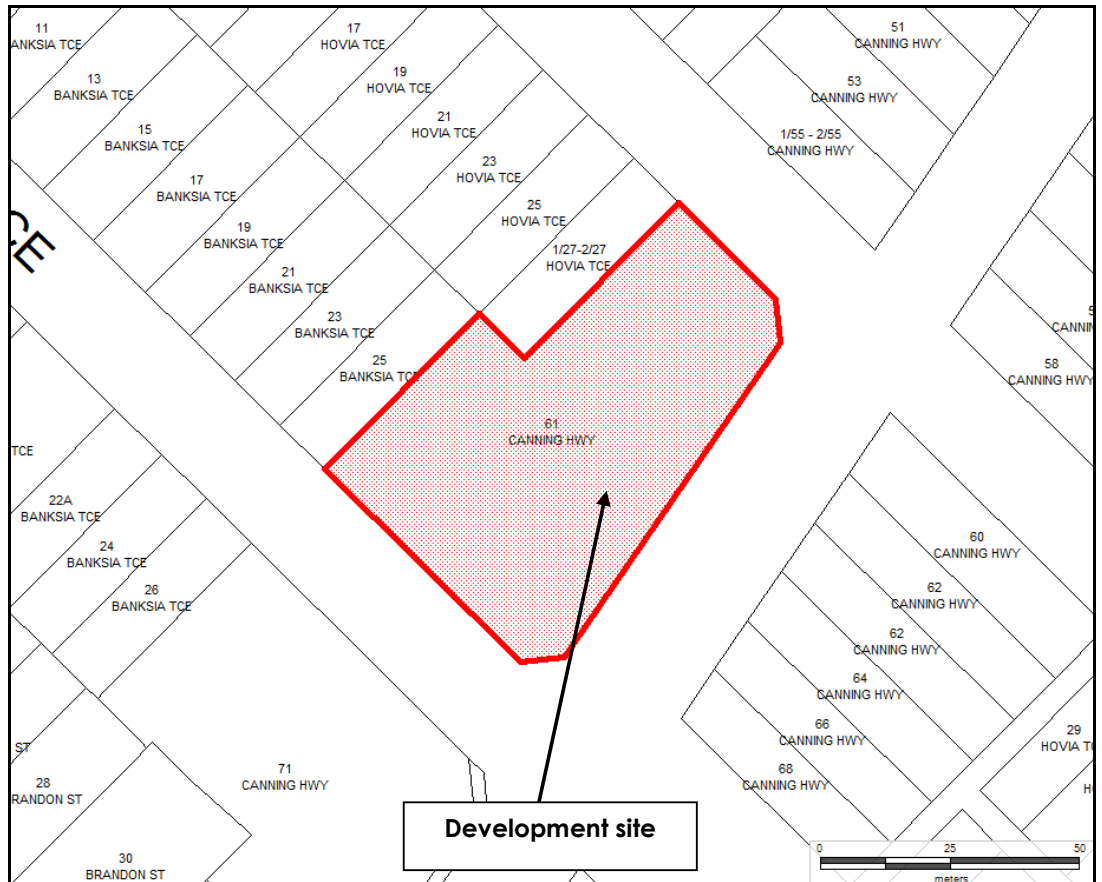 11
ANKSIA TCE
13
BANKSIA TCE
15
BANKSIA TCE
17
BANKSIA TCE
19
BANKSIA TCE
21
BANKSIA TCE
23
BANKSIA TCE
25
BANKSIA TCE
17
HOVIA TCE
19
HOVIA TCE
21
HOVIA TCE
23
HOVIA TCE
25
HOVIA TCE
1/27-2/27
HOVIA TCE
51
CANNING HWY
53
CANNING HWY
1/55 - 2/55
CANNING HWY
CE
5
CANNIN
58
CANNING HWY
61
CANNING HWY
TCE
22A
BANKSIA TCE
24
BANKSIA TCE
26
BANKSIA TCE
60
CANNING HWY
62
CANNING HWY
62
CANNING HWY
64
CANNING HWY
66
CANNING HWY
68
CANNING HWY
29
HOVIA TC
H
ST
28
RANDON ST
30
BRANDON ST
71
CANNING HWY
Development site
0 25 50
meters